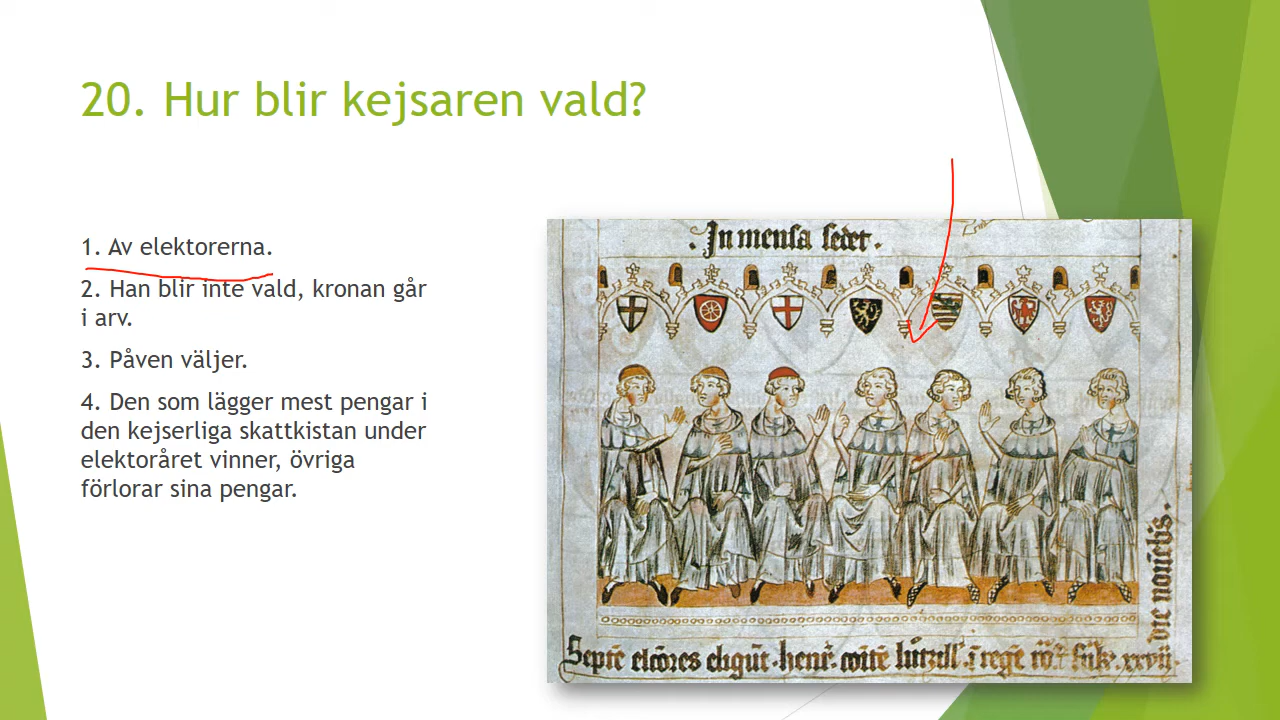 20. Hur blir kejsaren vald?
1. Av elektorerna.
2. Han blir inte vald, kronan går
i arv.
3. Påven väljer.
4. Den som lägger mest pengar i
den kejserliga skattkistan under
elektoråret vinner, övriga
förlorar sina pengar.
.In mensa sedet.
Septē